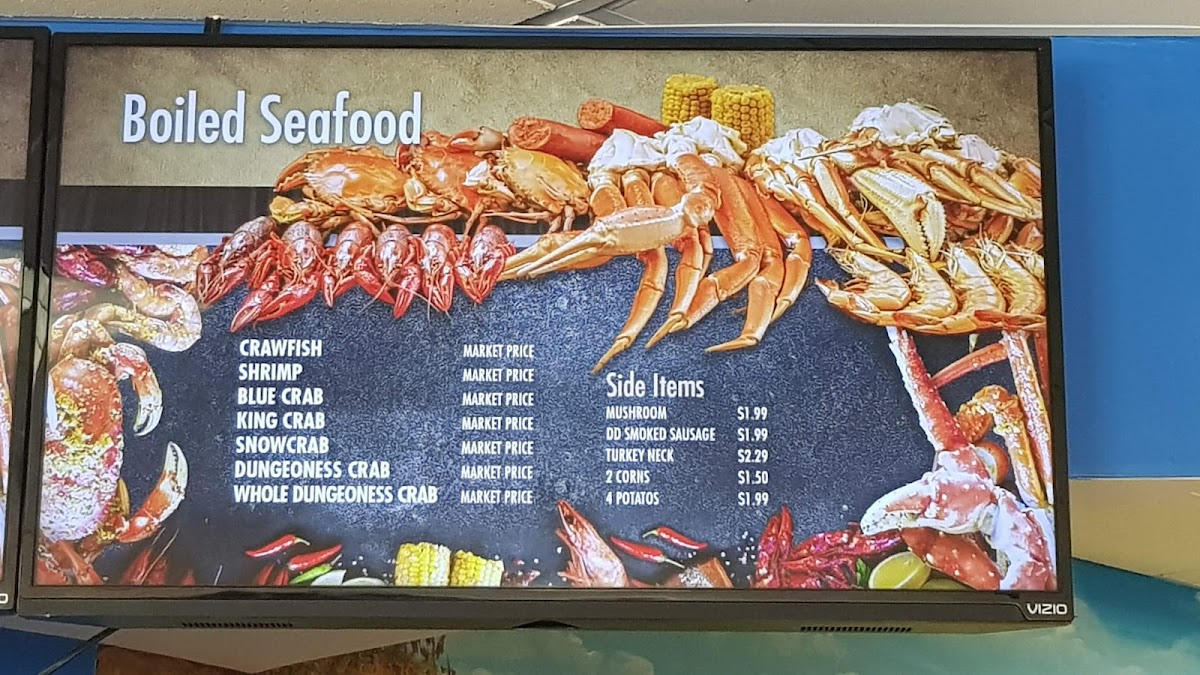 Boiled Seafood
CRAWFISH MARKET PRICE
SHRIMP MARKET PRICE
BLUE CRAB MARKET PRICE
KING CRAB MARKET PRICE
SNOWCRAB MARKET PRICE
DUNGEONESS CRAB MARKET PRICE
WHOLE DUNGEONESS CRAB MARKET PRICE
Side Items
MUSHROOM $1.99
DD SMOKED SAUSAGE $1.99
TURKEY NECK $2.29
2 CORNS $1.50
4 POTATOS $1.99
VIZIO